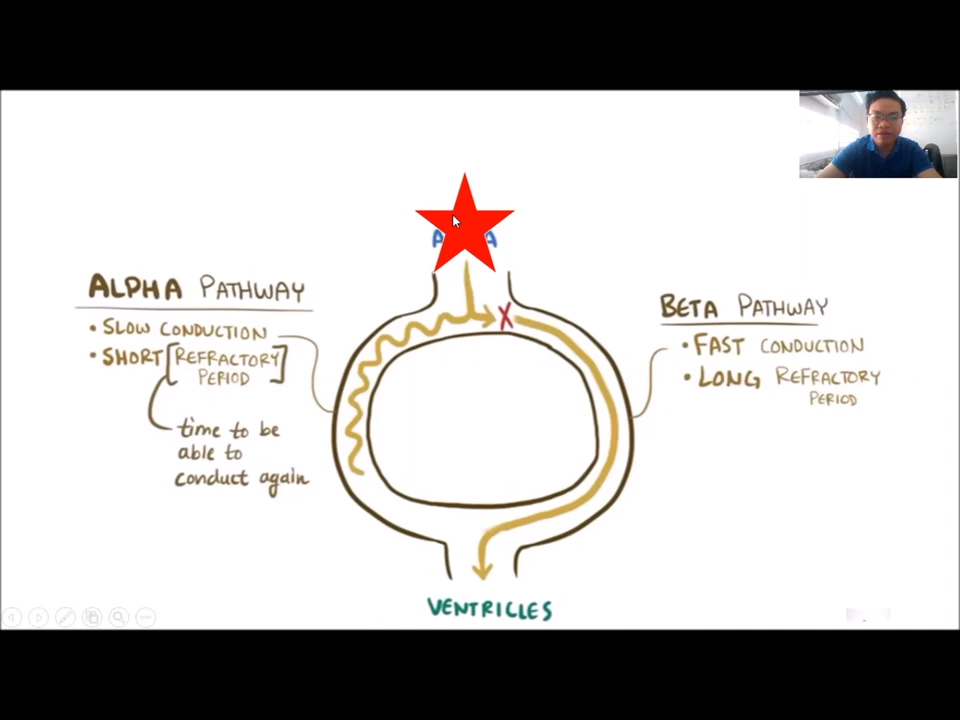 ALPHA PATHWAY
• SLOW CONDUCTION
• SHORT [REFRACTORY
PERIOD]
time to be
able to
conduct again
X
BETA PATHWAY
• FAST CONDUCTION
• LONG REFRACTORY
PERIOD
VENTRICLES